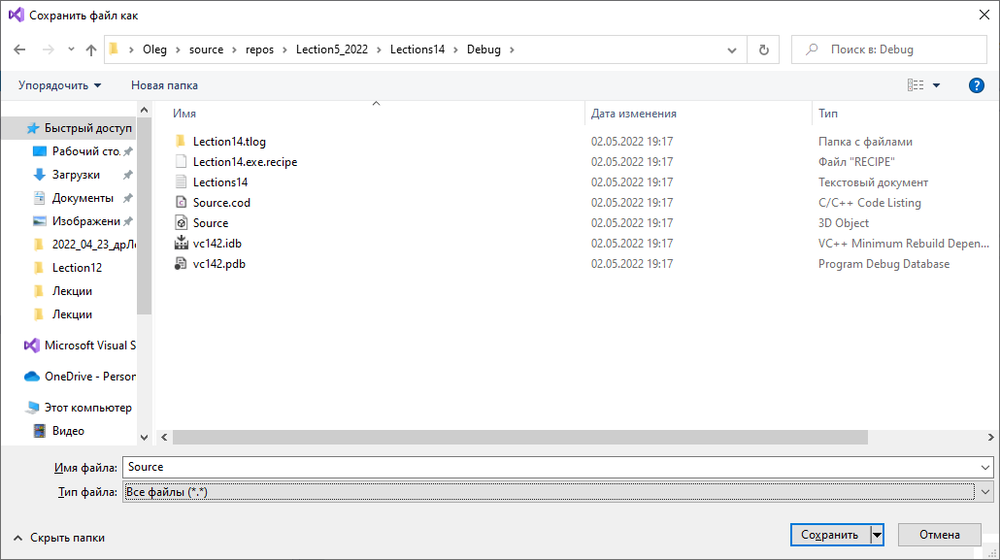 Сохранить файл как
Oleg > source > repos > Lection5_2022 > Lections14 > Debug >
Поиск в: Debug
Упорядочить
Новая папка
?
Имя
Дата изменения
Тип
Быстрый доступ
Рабочий сто.
Загрузки
Документы
Изображени
2022_04_23_дрЛ
Lection12
Лекции
Лекции
Microsoft Visual S
OneDrive - Person
Этот компьютер
Видео
Lection14.tlog 02.05.2022 19:17 Папка с файлами
Lection14.exe.recipe 02.05.2022 19:17 Файл "RECIPE"
Lections14 02.05.2022 19:17 Текстовый документ
Source.cod 02.05.2022 19:17 C/C++ Code Listing
Source 02.05.2022 19:17 3D Object
vc142.idb 02.05.2022 19:17 VC++ Minimum Rebuild Depen...
vc142.pdb 02.05.2022 19:17 Program Debug Database
Имя файла: Source
Тип файла: Все файлы (*.*)
Скрыть папки
Сохранить
Отмена